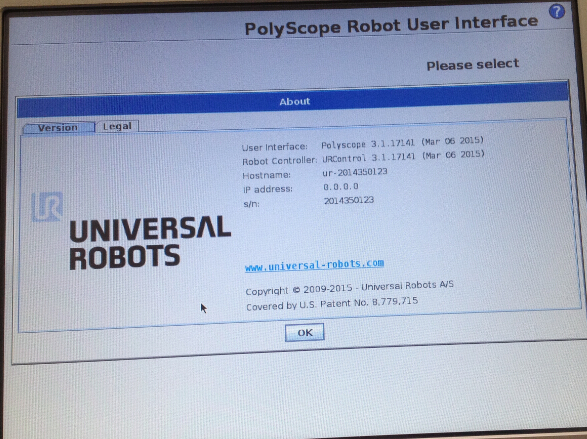 PolyScope Robot User Interface
?
Please select
About
Version
Legal
User Interface: Polyscope 3.1.17141 (Mar 06 2015)
Robot Controller: URControl 3.1.17141 (Mar 06 2015)
Hostname: ur-2014350123
IP address: 0.0.0.0
s/n: 2014350123
UR
UNIVERSAL
ROBOTS
www.universal-robots.com
Copyright © 2009-2015 - Universal Robots A/S
Covered by U.S. Patent No. 8,779,715
OK